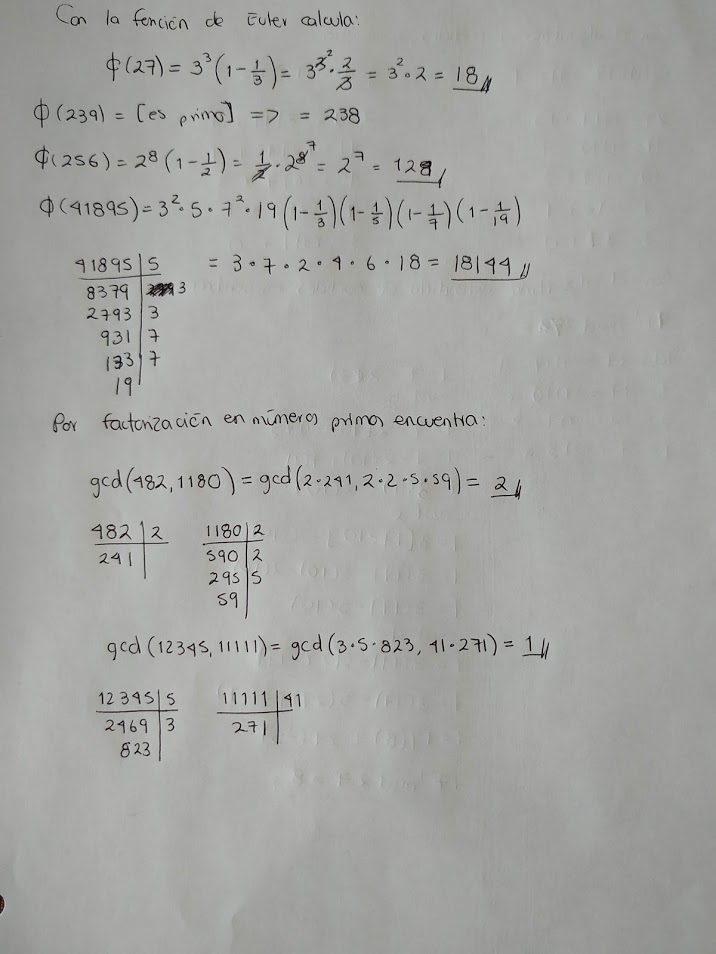 Con la función de Euler calcula:
ϕ(27) = 3³(1-1/3) = 3³² · 2/3 = 3² · 2 = 18
ϕ(239) = [es primo] => = 238
ϕ(256) = 2⁸(1-1/2) = 1/2 · 2⁸⁷ = 2⁷ = 128
ϕ(41895) = 3² · 5 · 7² · 19 (1-1/3)(1-1/5)(1-1/7)(1-1/19)
= 3 · 7 · 2 · 4 · 6 · 18 = 18144
41895 | 5
8379 | 3
2793 | 3
931 | 7
133 | 7
19 |
Por factorización en números primos encuentra:
gcd(482, 1180) = gcd(2·241, 2·2·5·59) = 2
482 | 2 1180 | 2
241 | 590 | 2
295 | 5
59 |
gcd(12345, 11111) = gcd(3·5·823, 41·271) = 1
12345 | 5 11111 | 41
2469 | 3 271 |
823 |